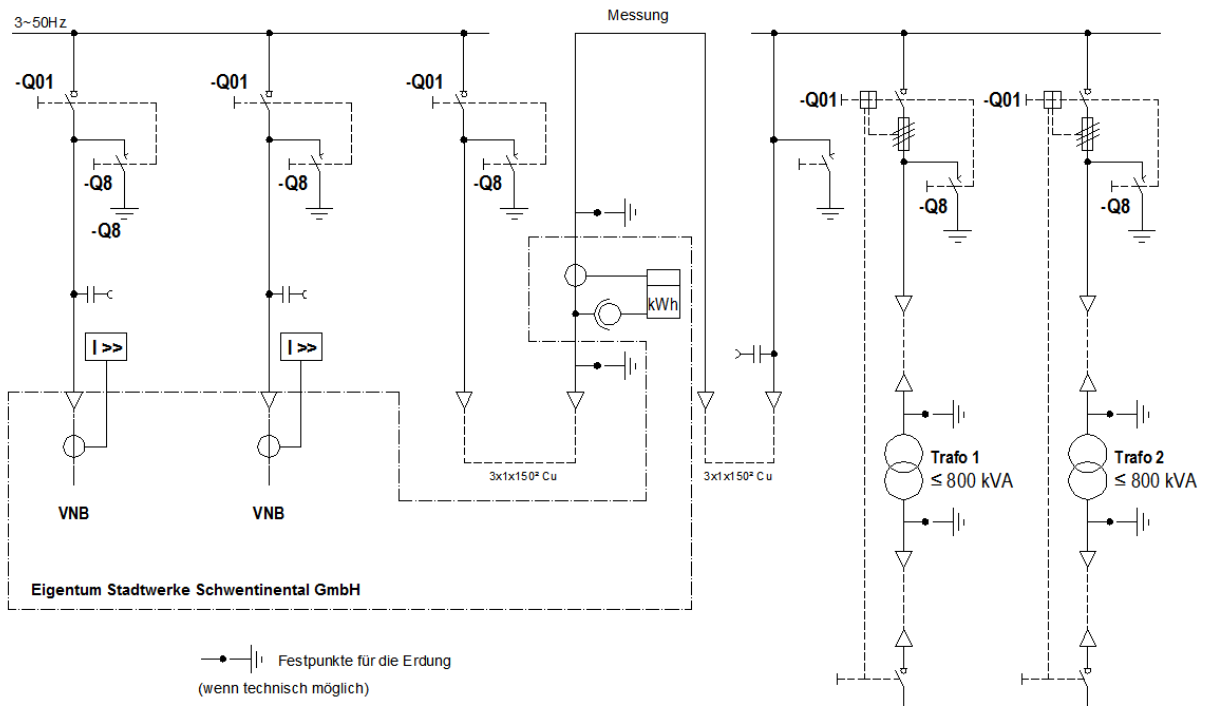 Messung
3~50Hz
-Q01
-Q01
-Q01
-Q01
-Q01
-Q8
-Q8
-Q8
-Q8
-Q8
-Q8
kWh
I >>
I >>
Trafo 1
≤ 800 kVA
Trafo 2
≤ 800 kVA
3x1x150² Cu
3x1x150² Cu
VNB
VNB
Eigentum Stadtwerke Schwentinental GmbH
Festpunkte für die Erdung
(wenn technisch möglich)